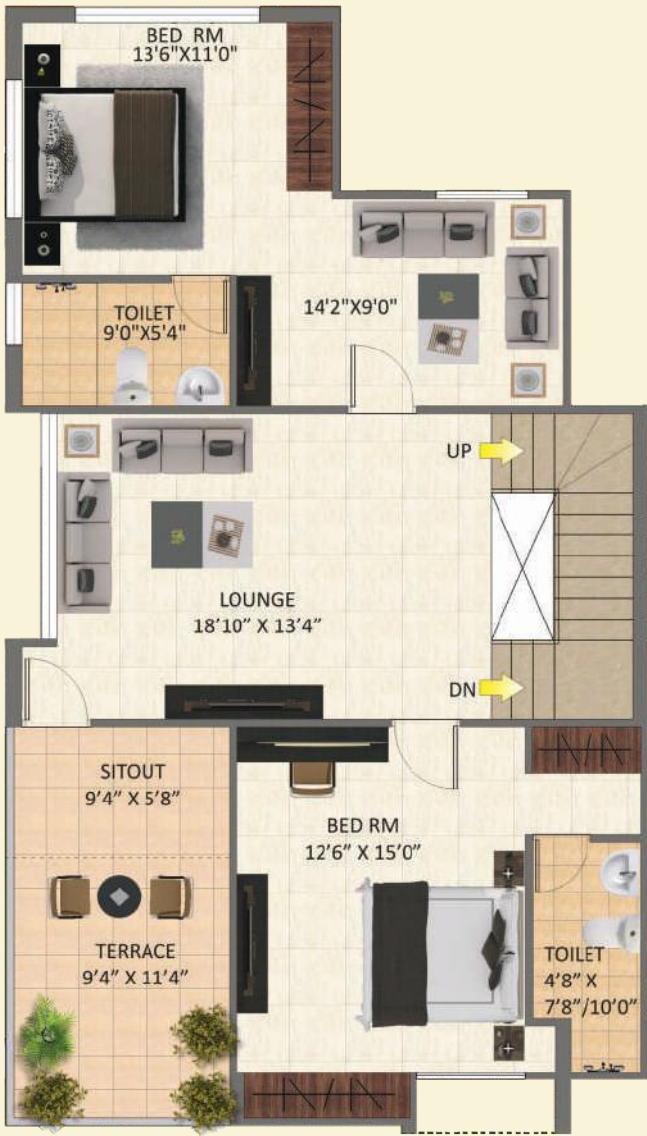 BED RM
13'6"X11'0"
TOILET
9'0"X5'4"
14'2"X9'0"
UP
LOUNGE
18'10" X 13'4"
DN
SITOUT
9'4" X 5'8"
BED RM
12'6" X 15'0"
TERRACE
9'4" X 11'4"
TOILET
4'8" X
7'8"/10'0"